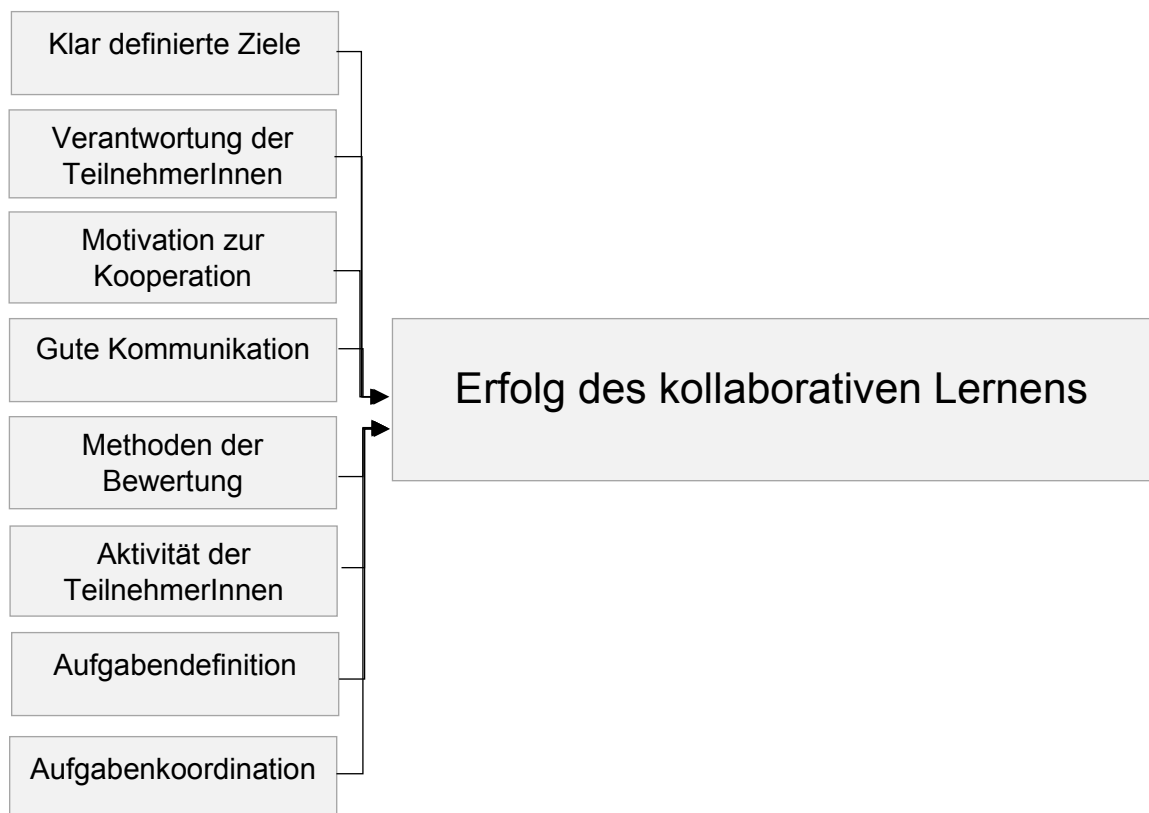 Klar definierte Ziele
Verantwortung der
TeilnehmerInnen
Motivation zur
Kooperation
Gute Kommunikation
Erfolg des kollaborativen Lernens
Methoden der
Bewertung
Aktivität der
TeilnehmerInnen
Aufgabendefinition
Aufgabenkoordination